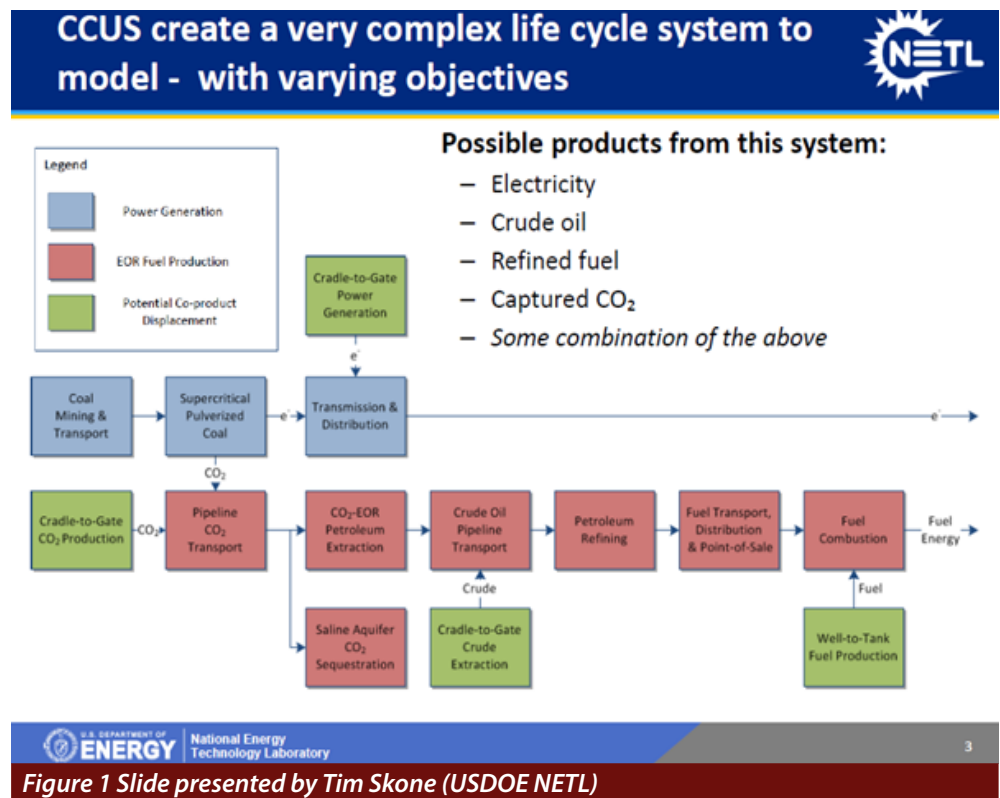 CCUS create a very complex life cycle system to
model - with varying objectives
NETL
Possible products from this system:
– Electricity
– Crude oil
– Refined fuel
– Captured CO₂
– Some combination of the above
Legend
Power Generation
EOR Fuel Production
Potential Co-product
Displacement
Cradle-to-Gate
Power
Generation
e⁻
Coal
Mining &
Transport
Supercritical
Pulverized
Coal
e⁻
Transmission &
Distribution
e⁻
CO₂
Cradle-to-Gate
CO₂ Production
CO₂
Pipeline
CO₂
Transport
CO₂-EOR
Petroleum
Extraction
Crude Oil
Pipeline
Transport
Petroleum
Refining
Fuel Transport,
Distribution
& Point-of-Sale
Fuel
Combustion
Fuel
Energy
Crude
Fuel
Saline Aquifer
CO₂
Sequestration
Cradle-to-Gate
Crude
Extraction
Well-to-Tank
Fuel Production
U.S. DEPARTMENT OF
ENERGY
National Energy
Technology Laboratory
3
Figure 1 Slide presented by Tim Skone (USDOE NETL)